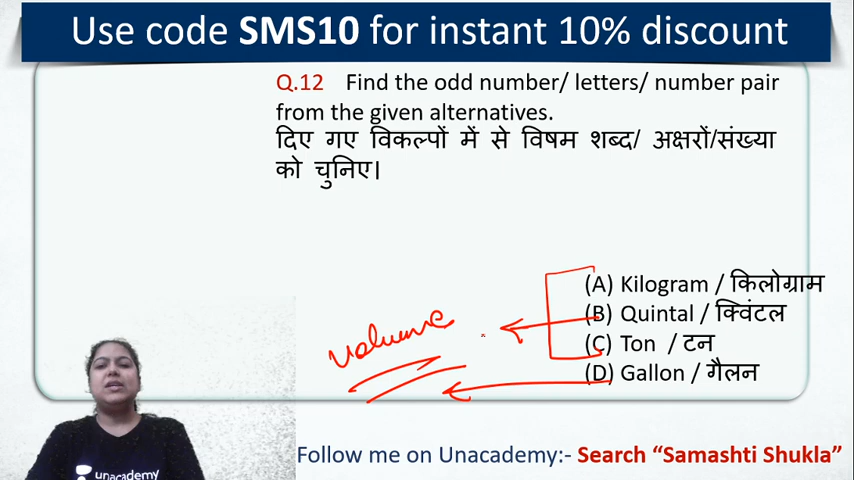 Use code SMS10 for instant 10% discount
Q.12 Find the odd number/ letters/ number pair
from the given alternatives.
दिए गए विकल्पों में से विषम शब्द/ अक्षरों/संख्या
को चुनिए।
(A) Kilogram / किलोग्राम
(B) Quintal / क्विंटल
(C) Ton / टन
(D) Gallon / गैलन
volume
unacademy
Follow me on Unacademy:- Search “Samashti Shukla”